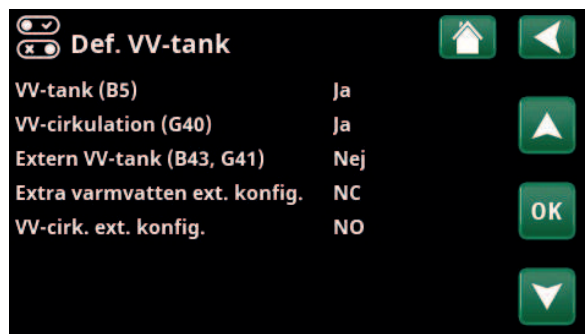 Def. VV-tank
VV-tank (B5) Ja
VV-cirkulation (G40) Ja
Extern VV-tank (B43, G41) Nej
Extra varmvatten ext. konfig. NC
VV-cirk. ext. konfig. NO
OK